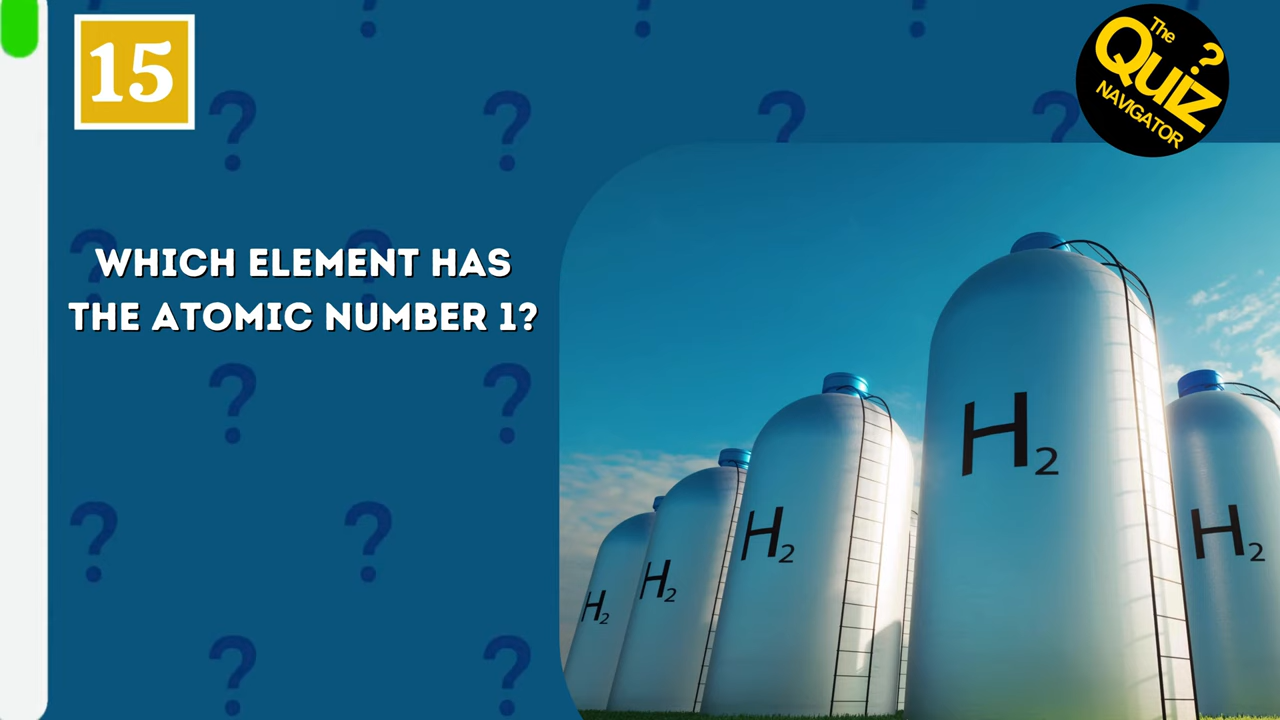 15
The
Quiz
NAVIGATOR
WHICH ELEMENT HAS
THE ATOMIC NUMBER 1?
H2
H2
H2
H2
H2